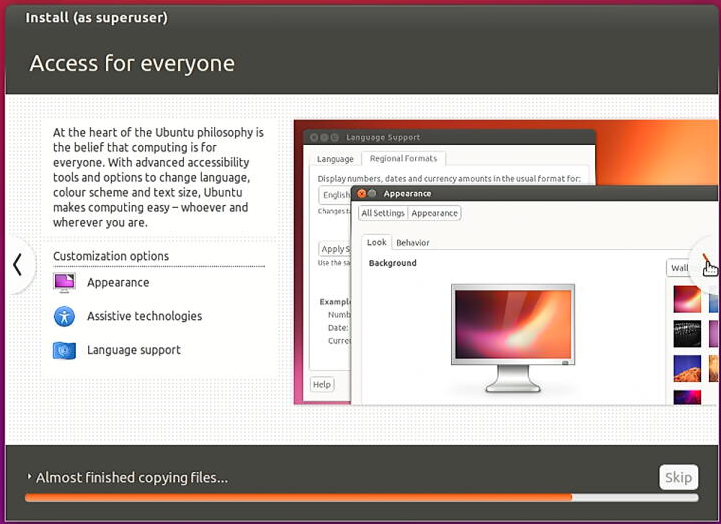 Install (as superuser)
Access for everyone
At the heart of the Ubuntu philosophy is
the belief that computing is for
everyone. With advanced accessibility
tools and options to change language,
colour scheme and text size, Ubuntu
makes computing easy – whoever and
wherever you are.
Customization options
Appearance
Assistive technologies
Language support
Language Support
Language Regional Formats
Display numbers, dates and currency amounts in the usual format for:
English
Changes
Apply S
Use the sa
Example
Numb
Date:
Curre
Help
Appearance
All Settings Appearance
Look Behavior
Background
Wall
Almost finished copying files...
Skip